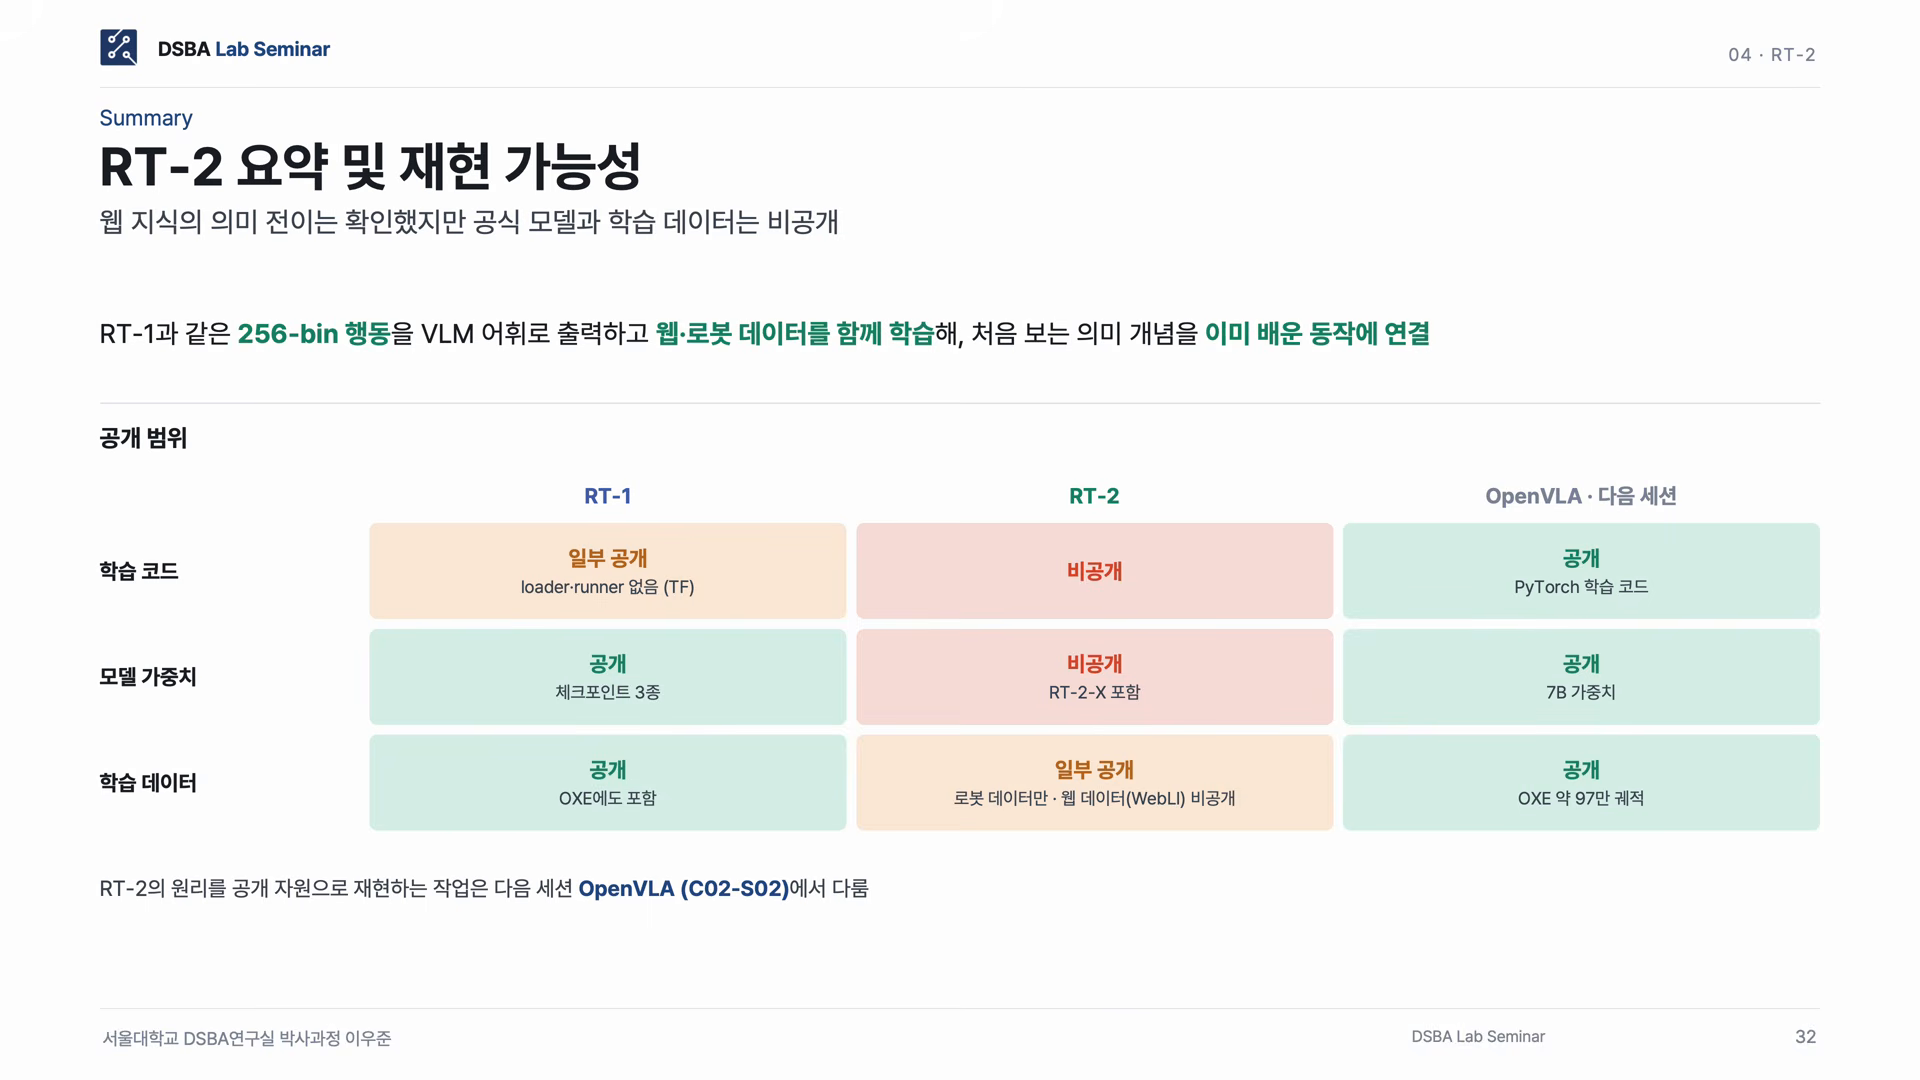 DSBA Lab Seminar
04 · RT-2
Summary
RT-2 요약 및 재현 가능성
웹 지식의 의미 전이는 확인했지만 공식 모델과 학습 데이터는 비공개
RT-1과 같은 256-bin 행동을 VLM 어휘로 출력하고 웹·로봇 데이터를 함께 학습해, 처음 보는 의미 개념을 이미 배운 동작에 연결
공개 범위
RT-1
RT-2
OpenVLA · 다음 세션
학습 코드
일부 공개
loader·runner 없음 (TF)
비공개
공개
PyTorch 학습 코드
모델 가중치
공개
체크포인트 3종
비공개
RT-2-X 포함
공개
7B 가중치
학습 데이터
공개
OXE에도 포함
일부 공개
로봇 데이터만 · 웹 데이터(WebLI) 비공개
공개
OXE 약 97만 궤적
RT-2의 원리를 공개 자원으로 재현하는 작업은 다음 세션 OpenVLA (C02-S02)에서 다룸
서울대학교 DSBA연구실 박사과정 이우준
DSBA Lab Seminar
32